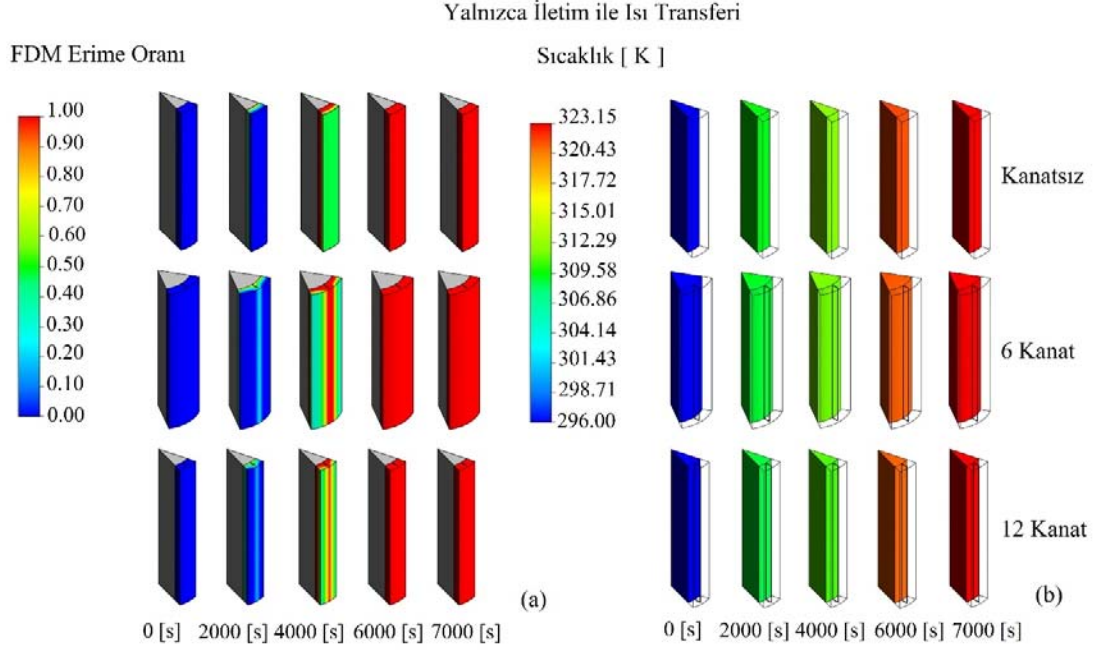 Yalnızca İletim ile Isı Transferi
FDM Erime Oranı
Sıcaklık [ K ]
1.00
0.90
0.80
0.70
0.60
0.50
0.40
0.30
0.20
0.10
0.00
323.15
320.43
317.72
315.01
312.29
309.58
306.86
304.14
301.43
298.71
296.00
Kanatsız
6 Kanat
12 Kanat
(a)
(b)
0 [s] 2000 [s] 4000 [s] 6000 [s] 7000 [s]
0 [s] 2000 [s] 4000 [s] 6000 [s] 7000 [s]